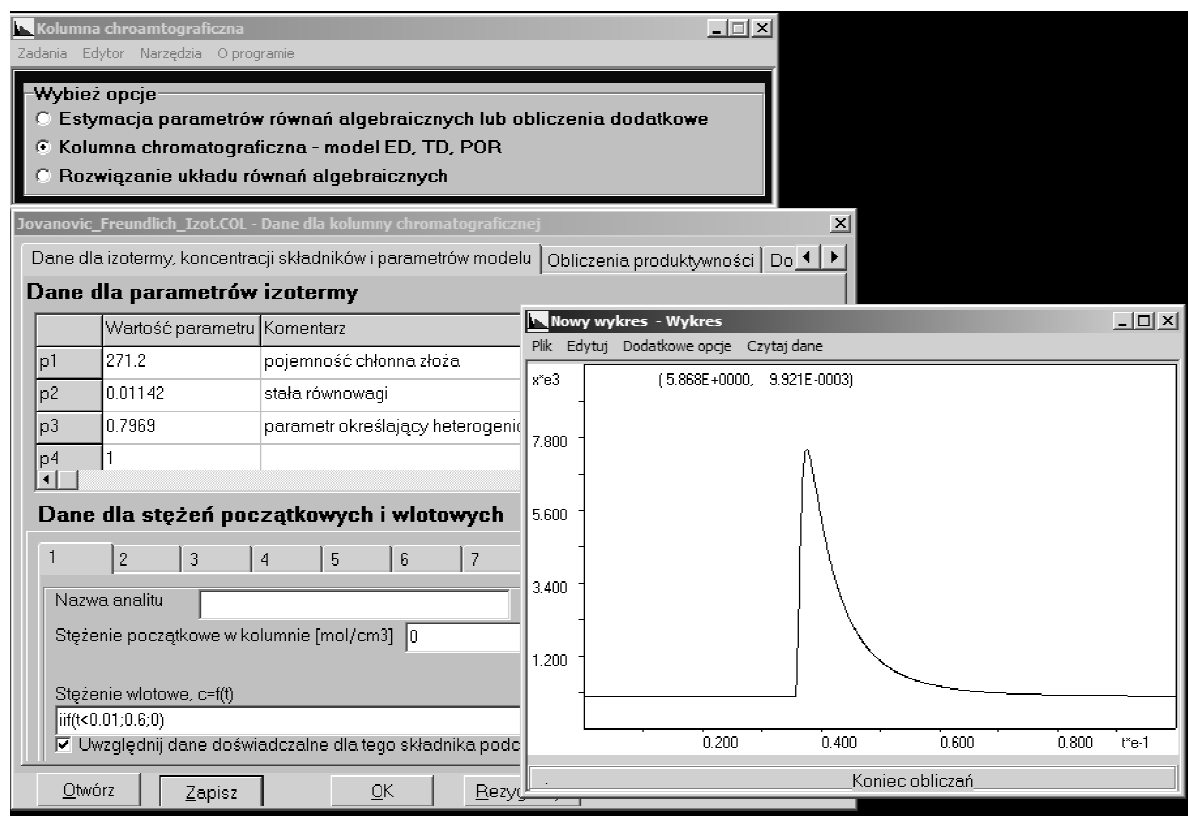 Kolumna chroamtograficzna
Zadania Edytor Narzędzia O programie
Wybież opcje
Estymacja parametrów równań algebraicznych lub obliczenia dodatkowe
Kolumna chromatograficzna - model ED, TD, POR
Rozwiązanie układu równań algebraicznych
Jovanovic_Freundlich_Izot.COL - Dane dla kolumny chromatograficznej
Dane dla izotermy, koncentracji składników i parametrów modelu Obliczenia produktywności Do
Dane dla parametrów izotermy
Wartość parametru Komentarz
p1 271.2 pojemność chłonna złoża
p2 0.01142 stała równowagi
p3 0.7969 parametr określający heterogenic
p4 1
Dane dla stężeń początkowych i wlotowych
1 2 3 4 5 6 7
Nazwa analitu
Stężenie początkowe w kolumnie [mol/cm3] 0
Stężenie wlotowe, c=f(t)
iif(t<0.01;0.6;0)
Uwzględnij dane doświadczalne dla tego składnika podc
Otwórz Zapisz OK Rezyg
Nowy wykres - Wykres
Plik Edytuj Dodatkowe opcje Czytaj dane
x*e3 ( 5.868E+0000, 9.921E-0003)
7.800
5.600
3.400
1.200
0.200 0.400 0.600 0.800 t*e-1
Koniec obliczań